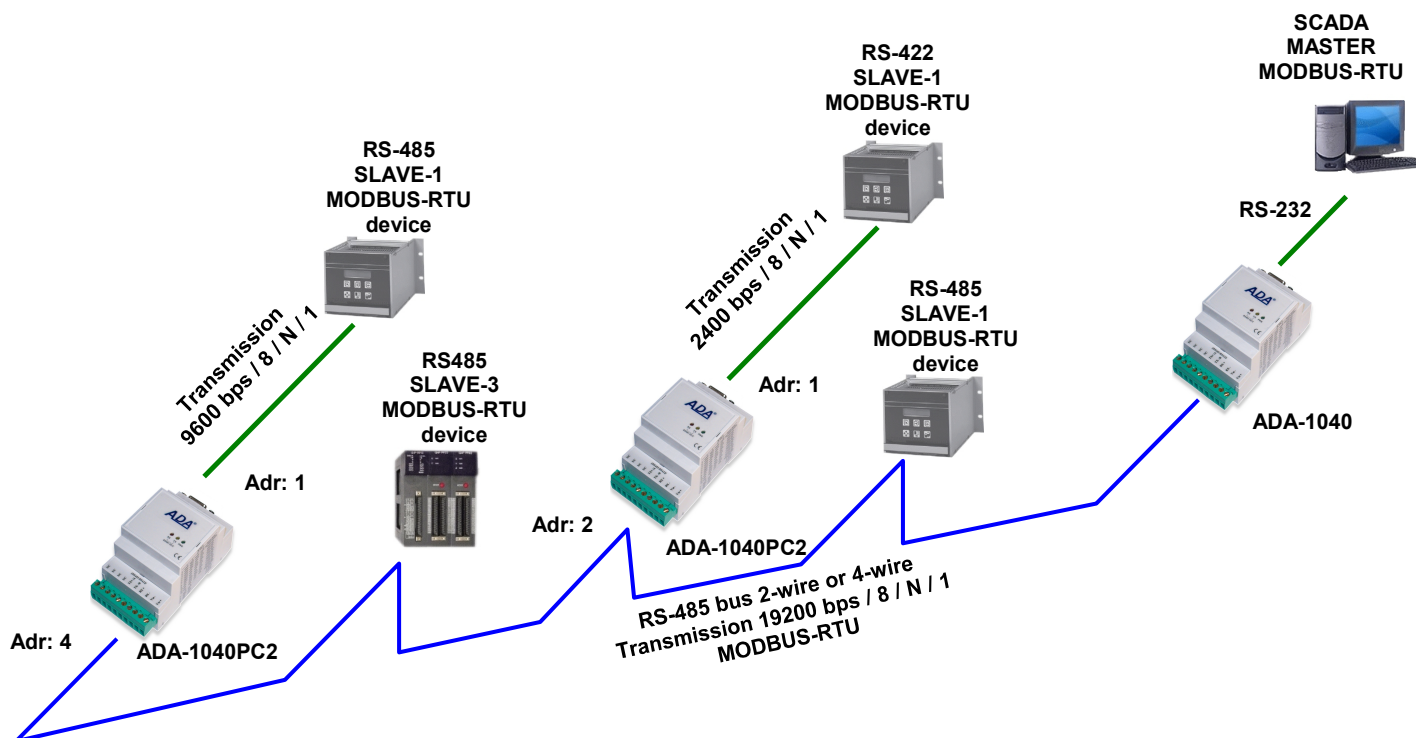 SCADA
MASTER
MODBUS-RTU
RS-422
SLAVE-1
MODBUS-RTU
device
RS-485
SLAVE-1
MODBUS-RTU
device
RS-232
Transmission
2400 bps / 8 / N / 1
Transmission
9600 bps / 8 / N / 1
RS-485
SLAVE-1
MODBUS-RTU
device
RS485
SLAVE-3
MODBUS-RTU
device
ADA
Adr: 1
ADA
ADA-1040
Adr: 1
ADA
Adr: 2
ADA-1040PC2
RS-485 bus 2-wire or 4-wire
Transmission 19200 bps / 8 / N / 1
MODBUS-RTU
Adr: 4
ADA-1040PC2